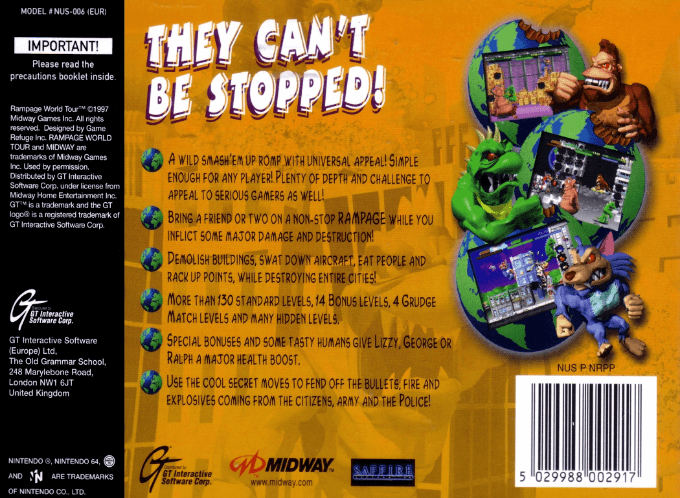 MODEL # NUS-006 (EUR)
IMPORTANT!
Please read the
precautions booklet inside.
Rampage World Tour™ ©1997
Midway Games Inc. All rights
reserved. Designed by Game
Refuge Inc. RAMPAGE WORLD
TOUR and MIDWAY are
trademarks of Midway Games
Inc. Used by permission.
Distributed by GT Interactive
Software Corp. under license from
Midway Home Entertainment Inc.
GT™ is a trademark and the GT
logo® is a registered trademark of
GT Interactive Software Corp.
GT Interactive
Software Corp.
GT Interactive Software
(Europe) Ltd,
The Old Grammar School,
248 Marylebone Road,
London NW1 6JT
United Kingdom
NINTENDO ®, NINTENDO 64,
AND N ARE TRADEMARKS
OF NINTENDO CO., LTD.
THEY CAN'T
BE STOPPED!
A WILD SMASH'EM UP ROMP WITH UNIVERSAL APPEAL! SIMPLE
ENOUGH FOR ANY PLAYER! PLENTY OF DEPTH AND CHALLENGE TO
APPEAL TO SERIOUS GAMERS AS WELL!
BRING A FRIEND OR TWO ON A NON-STOP RAMPAGE WHILE YOU
INFLICT SOME MAJOR DAMAGE AND DESTRUCTION!
DEMOLISH BUILDINGS, SWAT DOWN AIRCRAFT, EAT PEOPLE AND
RACK UP POINTS, WHILE DESTROYING ENTIRE CITIES!
MORE THAN 130 STANDARD LEVELS, 14 BONUS LEVELS, 4 GRUDGE
MATCH LEVELS AND MANY HIDDEN LEVELS.
SPECIAL BONUSES AND SOME TASTY HUMANS GIVE LIZZY, GEORGE OR
RALPH A MAJOR HEALTH BOOST.
USE THE COOL SECRET MOVES TO FEND OFF THE BULLETS, FIRE AND
EXPLOSIVES COMING FROM THE CITIZENS, ARMY AND THE POLICE!
Distributed by
GT Interactive
Software Corp.
MIDWAY™
www.midway.com
SAFFIRE
NUS P NRPP
5 029988 002917